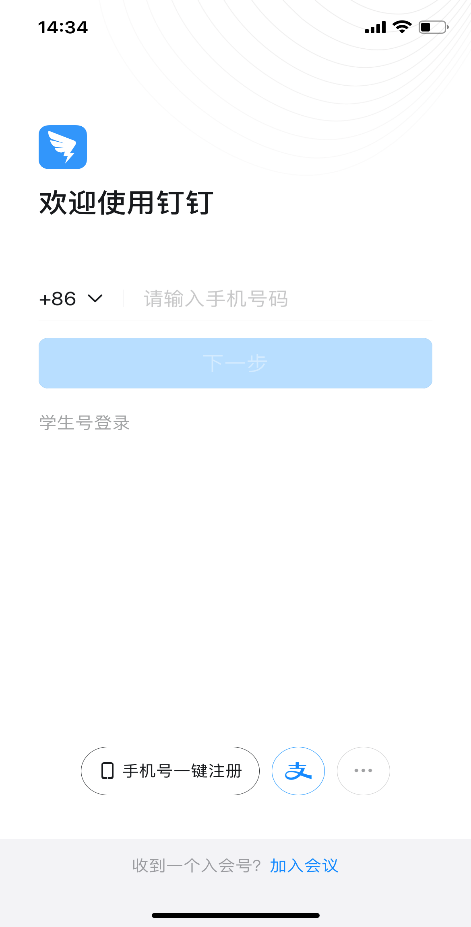 14:34
欢迎使用钉钉
+86 请输入手机号码
下一步
学生号登录
手机号一键注册 支 ···
收到一个入会号? 加入会议